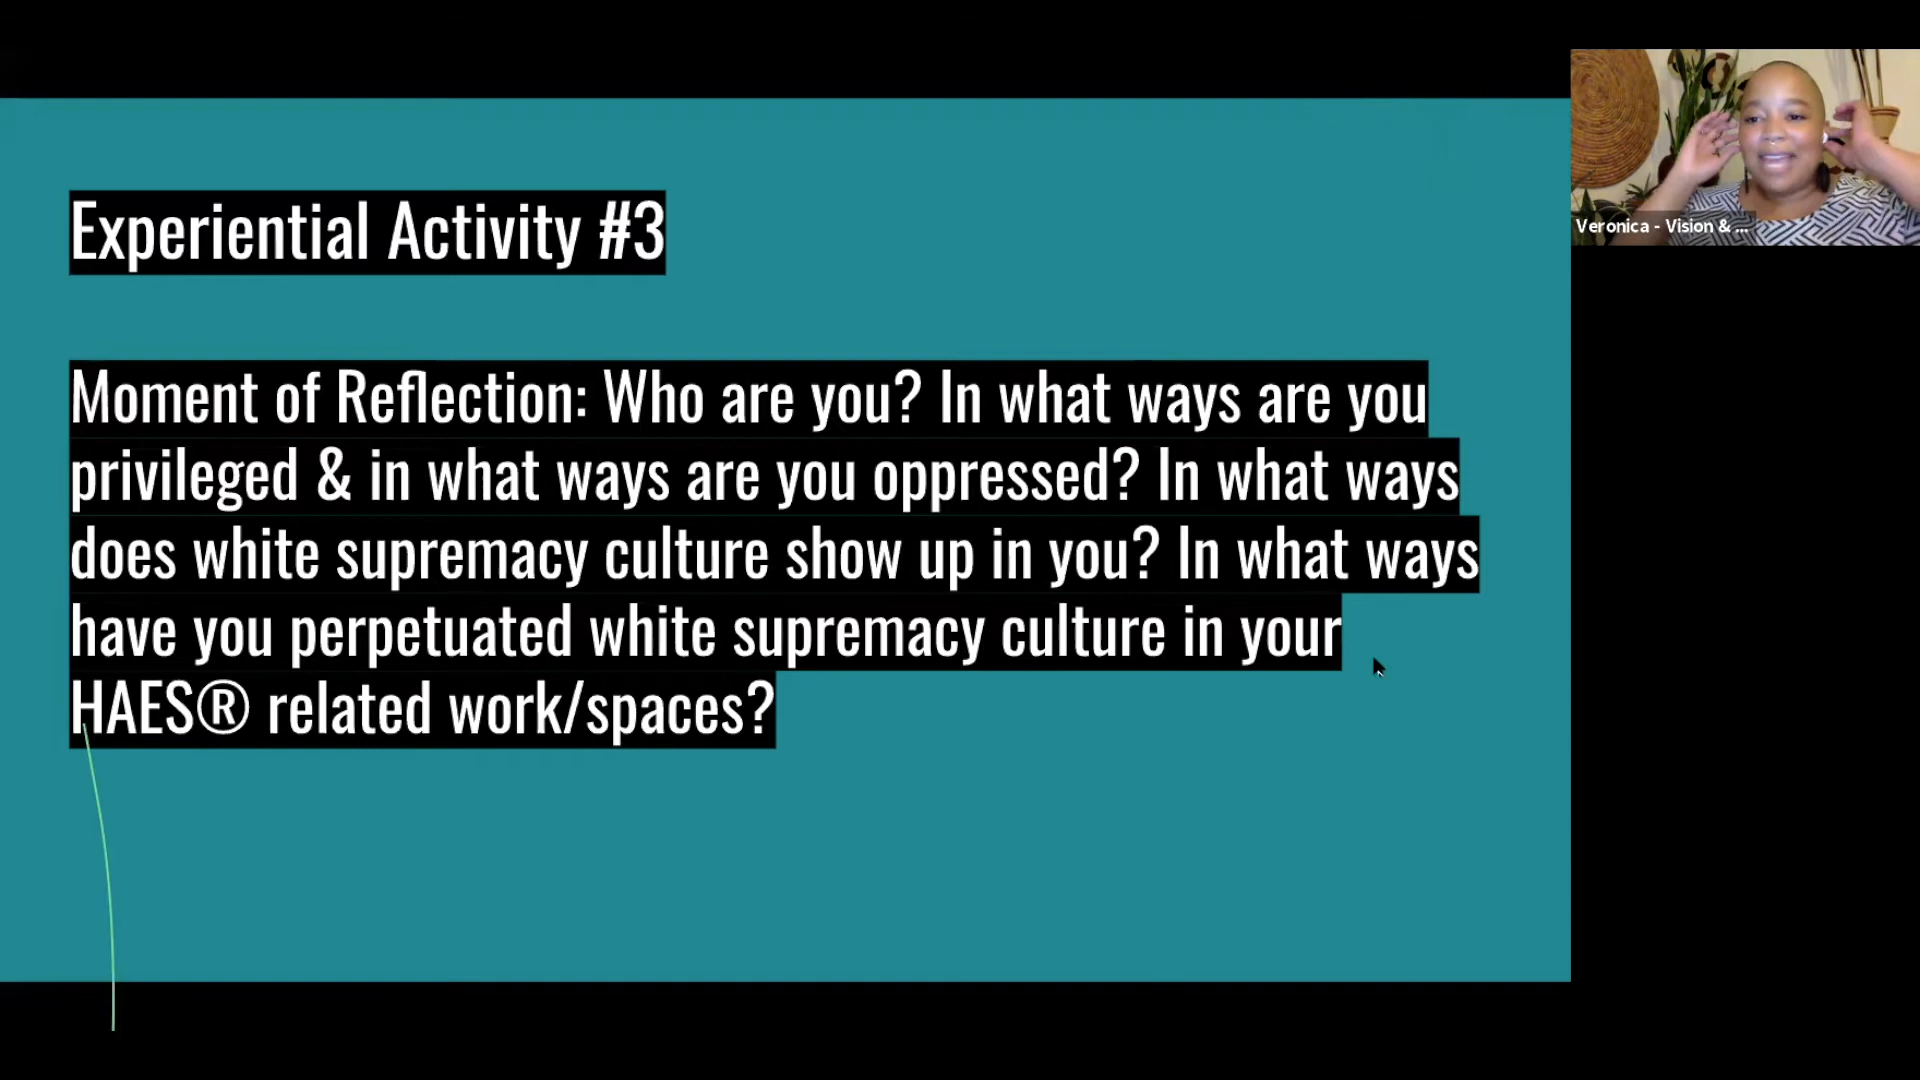 Experiential Activity #3
Moment of Reflection: Who are you? In what ways are you
privileged & in what ways are you oppressed? In what ways
does white supremacy culture show up in you? In what ways
have you perpetuated white supremacy culture in your
HAES® related work/spaces?
Veronica - Vision & ...